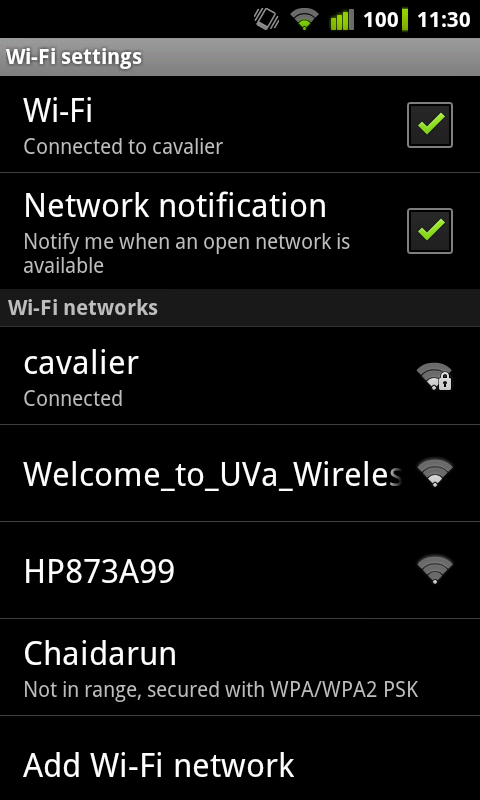 100 11:30
Wi-Fi settings
Wi-Fi
Connected to cavalier
Network notification
Notify me when an open network is
available
Wi-Fi networks
cavalier
Connected
Welcome_to_UVa_Wireles
HP873A99
Chaidarun
Not in range, secured with WPA/WPA2 PSK
Add Wi-Fi network